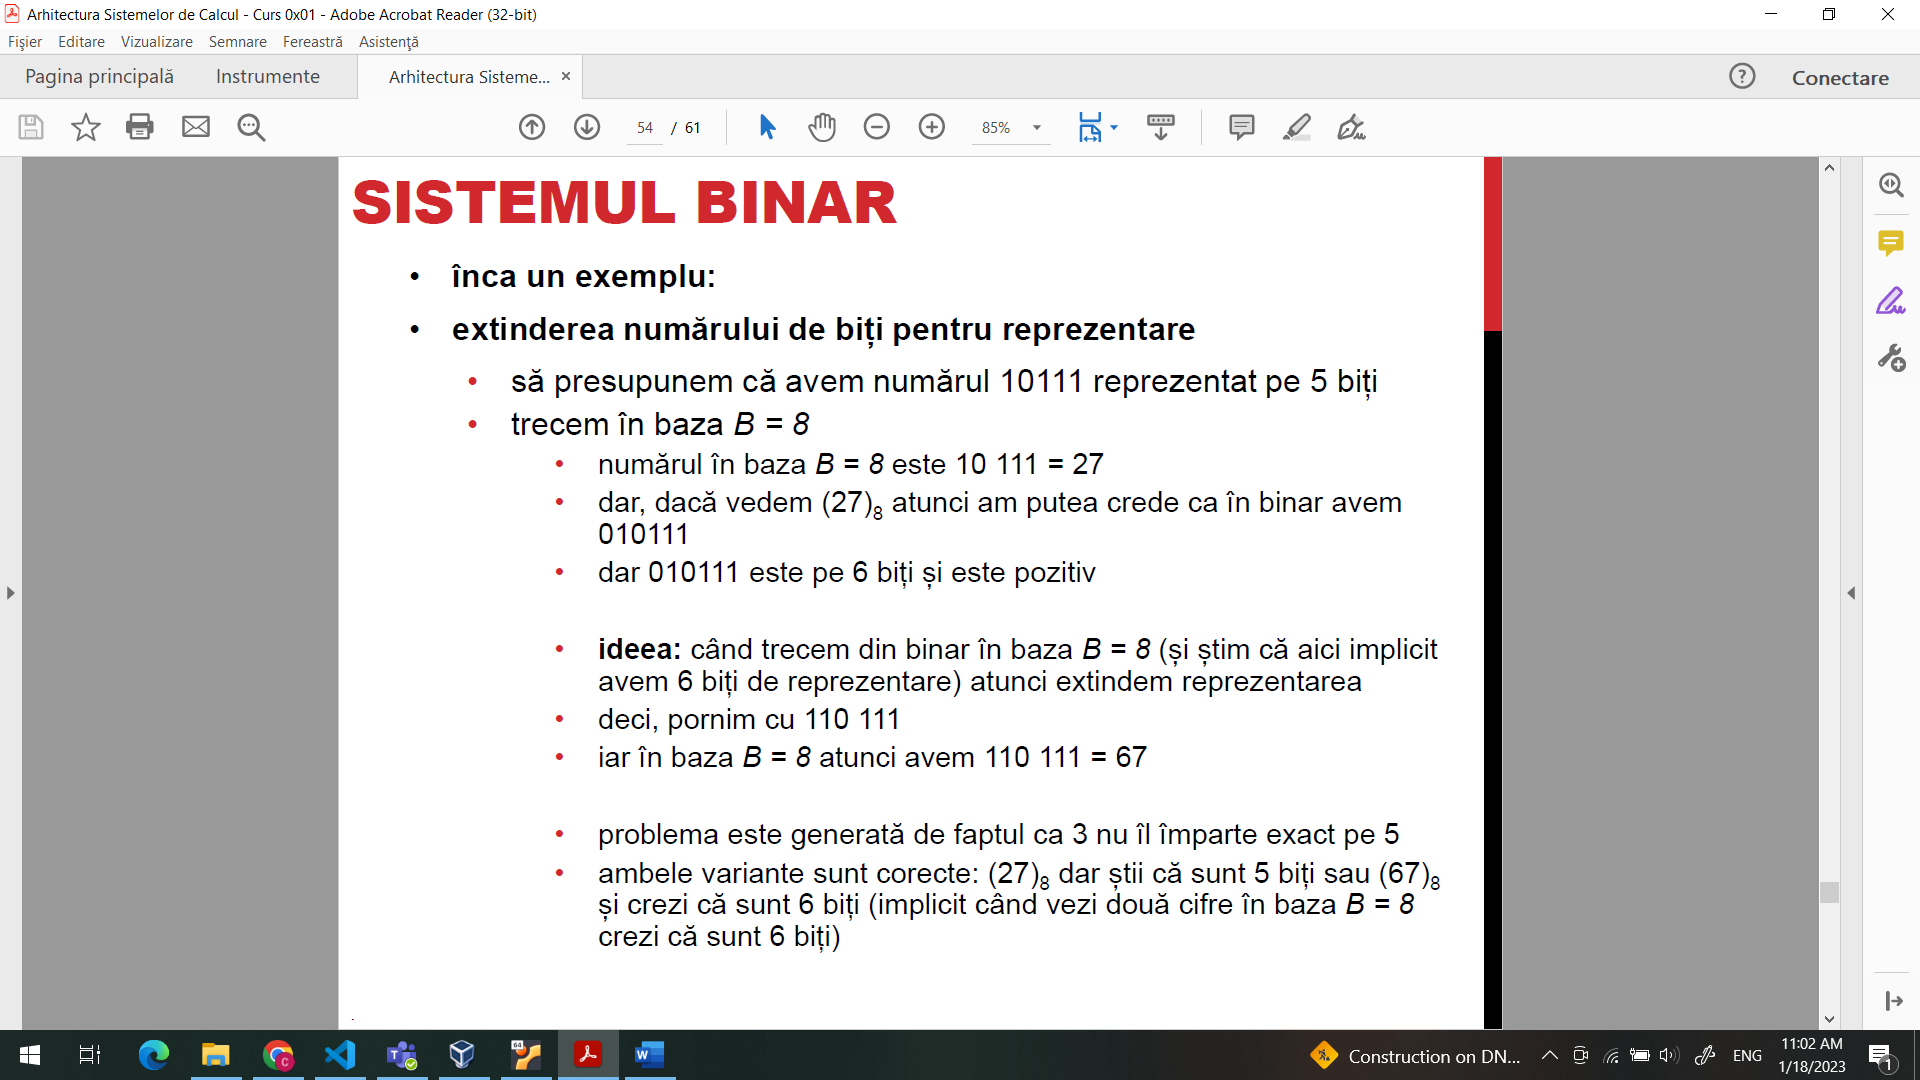 Arhitectura Sistemelor de Calcul - Curs 0x01 - Adobe Acrobat Reader (32-bit)
Fișier Editare Vizualizare Semnare Fereastră Asistenţă
Pagina principală Instrumente Arhitectura Sisteme... × Conectare
54 / 61 85%
SISTEMUL BINAR
• înca un exemplu:
• extinderea numărului de biți pentru reprezentare
• să presupunem că avem numărul 10111 reprezentat pe 5 biți
• trecem în baza B = 8
• numărul în baza B = 8 este 10 111 = 27
• dar, dacă vedem (27)₈ atunci am putea crede ca în binar avem
010111
• dar 010111 este pe 6 biți și este pozitiv
• ideea: când trecem din binar în baza B = 8 (și știm că aici implicit
avem 6 biți de reprezentare) atunci extindem reprezentarea
• deci, pornim cu 110 111
• iar în baza B = 8 atunci avem 110 111 = 67
• problema este generată de faptul ca 3 nu îl împarte exact pe 5
• ambele variante sunt corecte: (27)₈ dar știi că sunt 5 biți sau (67)₈
și crezi că sunt 6 biți (implicit când vezi două cifre în baza B = 8
crezi că sunt 6 biți)
64
Construction on DN... ENG 11:02 AM
1/18/2023 1